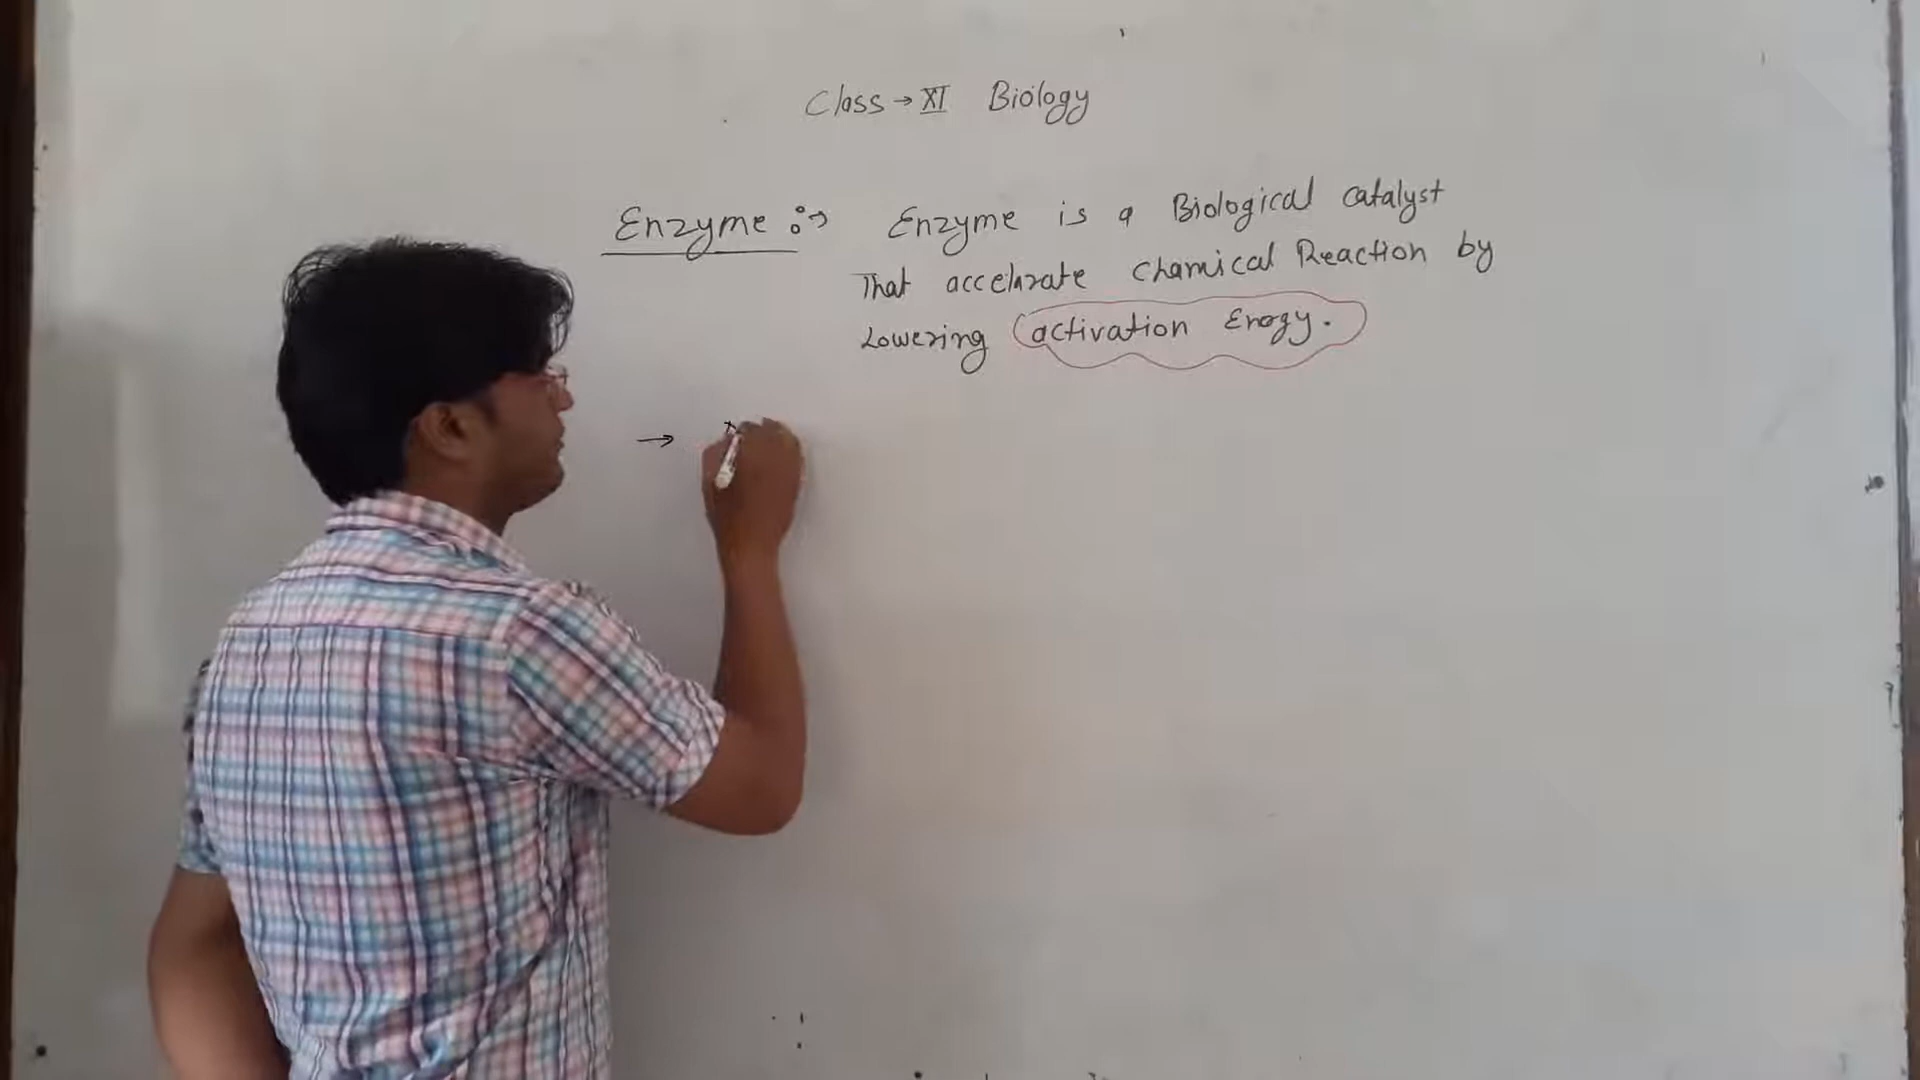 Class → XI Biology
Enzyme :→ Enzyme is a Biological catalyst
That accelarate chamical Reaction by
Lowering activation Enrgy.
→